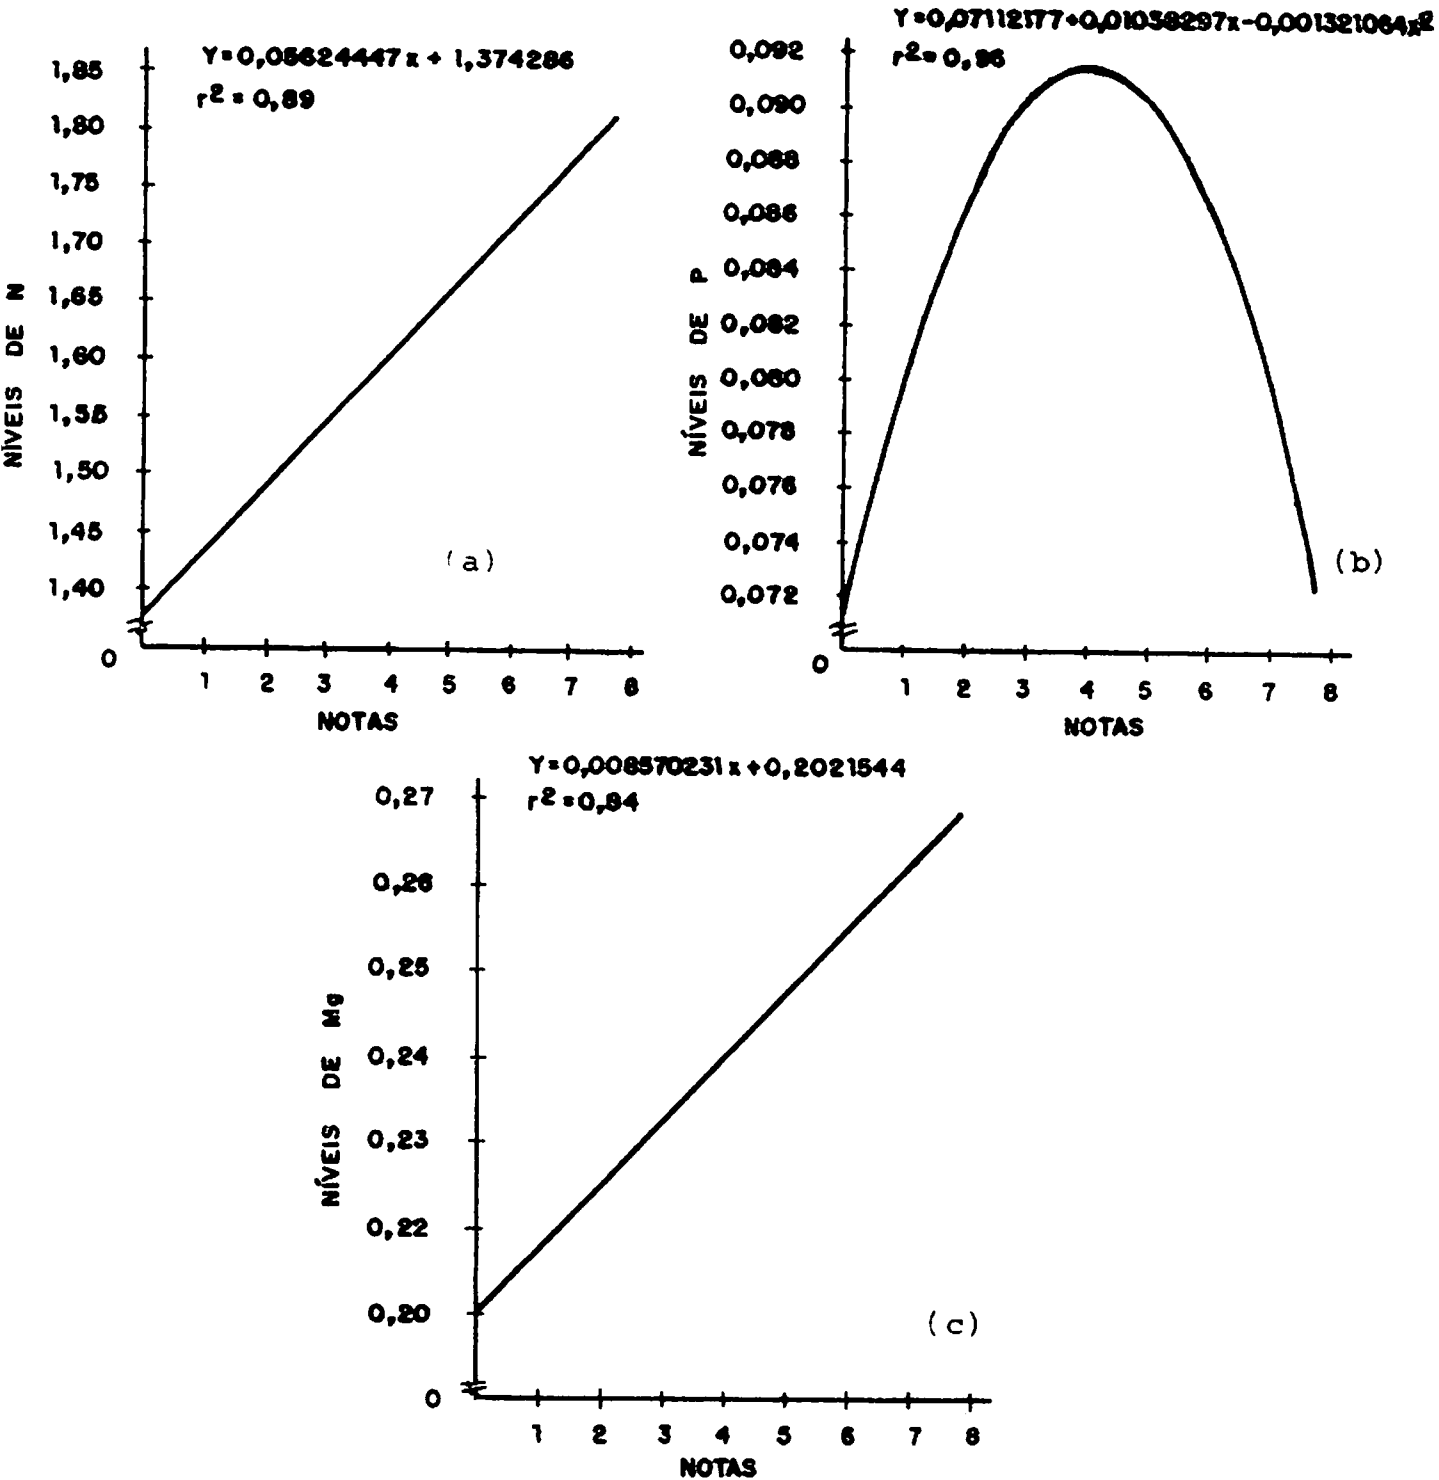 Y=0,05624447x + 1,374286
r2 = 0,89
1,85
1,80
1,75
1,70
1,65
1,60
1,55
1,50
1,45
1,40
0
NÍVEIS DE N
1 2 3 4 5 6 7 8
NOTAS
(a)
Y=0,07112177+0,01038297x-0,001321064x2
r2=0,96
0,092
0,090
0,088
0,086
0,084
0,082
0,080
0,078
0,076
0,074
0,072
0
NÍVEIS DE P
1 2 3 4 5 6 7 8
NOTAS
(b)
Y=0,008570231x+0,2021544
r2=0,84
0,27
0,26
0,25
0,24
0,23
0,22
0,20
0
NÍVEIS DE Mg
1 2 3 4 5 6 7 8
NOTAS
(c)